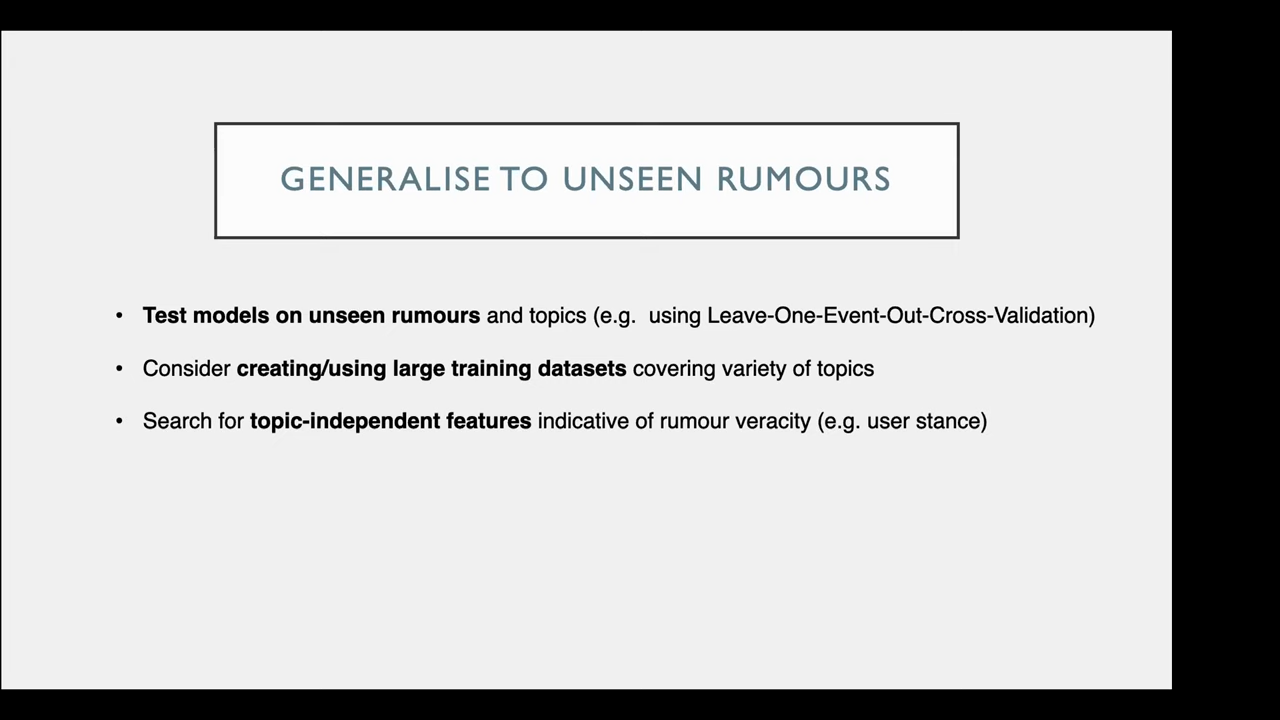 GENERALISE TO UNSEEN RUMOURS
• Test models on unseen rumours and topics (e.g. using Leave-One-Event-Out-Cross-Validation)
• Consider creating/using large training datasets covering variety of topics
• Search for topic-independent features indicative of rumour veracity (e.g. user stance)